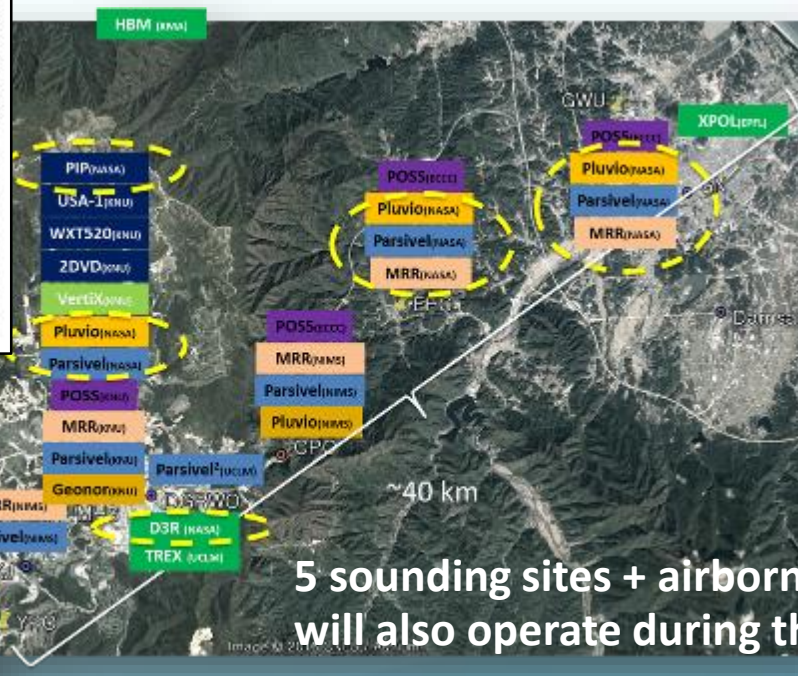 HBM (KMA)
GWU
XPOL(EPFL)
POSS(ECCC)
Pluvio(NASA)
Parsivel(NASA)
MRR(NASA)
POSS(ECCC)
Pluvio(NASA)
Parsivel(NASA)
MRR(NASA)
PIP(NASA)
USA-1(KNU)
WXT520(KNU)
2DVD(KNU)
VertiX(KNU)
Pluvio(NASA)
Parsivel(NASA)
POSS(KNU)
MRR(KNU)
Parsivel(KNU)
Geonor(KNU)
POSS(ECCC)
MRR(NIMS)
Parsivel(NIMS)
Pluvio(NIMS)
CPO
Parsivel²(UCLM)
DGRWO
D3R (NASA)
TREX (UCLM)
~40 km
5 sounding sites + airborn
will also operate during th
Image ©